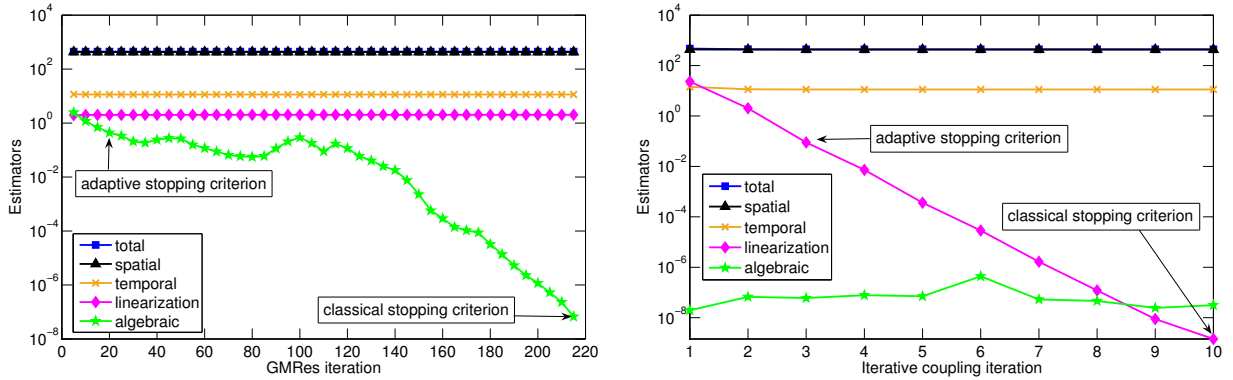 10^4
10^2
10^0
10^-2
10^-4
10^-6
10^-8
Estimators
adaptive stopping criterion
total
spatial
temporal
linearization
algebraic
classical stopping criterion
0 20 40 60 80 100 120 140 160 180 200 220
GMRes iteration
10^4
10^2
10^0
10^-2
10^-4
10^-6
10^-8
Estimators
adaptive stopping criterion
total
spatial
temporal
linearization
algebraic
classical stopping criterion
1 2 3 4 5 6 7 8 9 10
Iterative coupling iteration